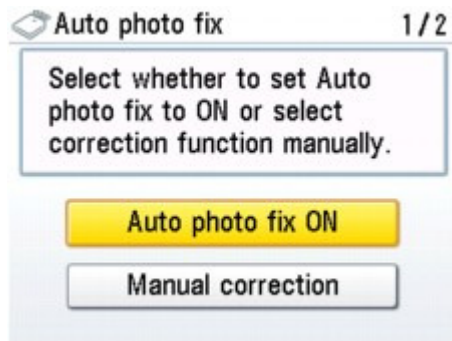 Auto photo fix 1/2
Select whether to set Auto
photo fix to ON or select
correction function manually.
Auto photo fix ON
Manual correction